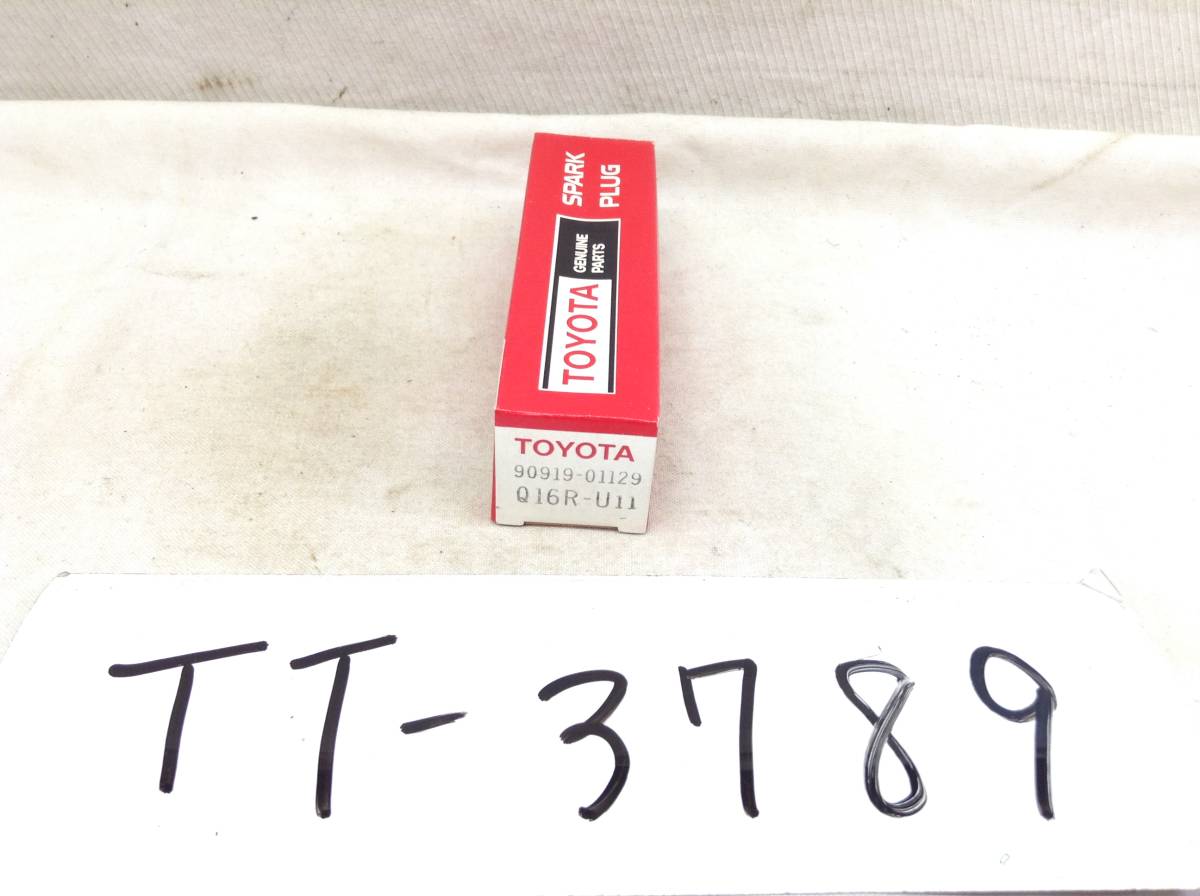 SPARK
PLUG
TOYOTA
GENUINE
PARTS
TOYOTA
90919-01129
Q16R-U11
TT-3789